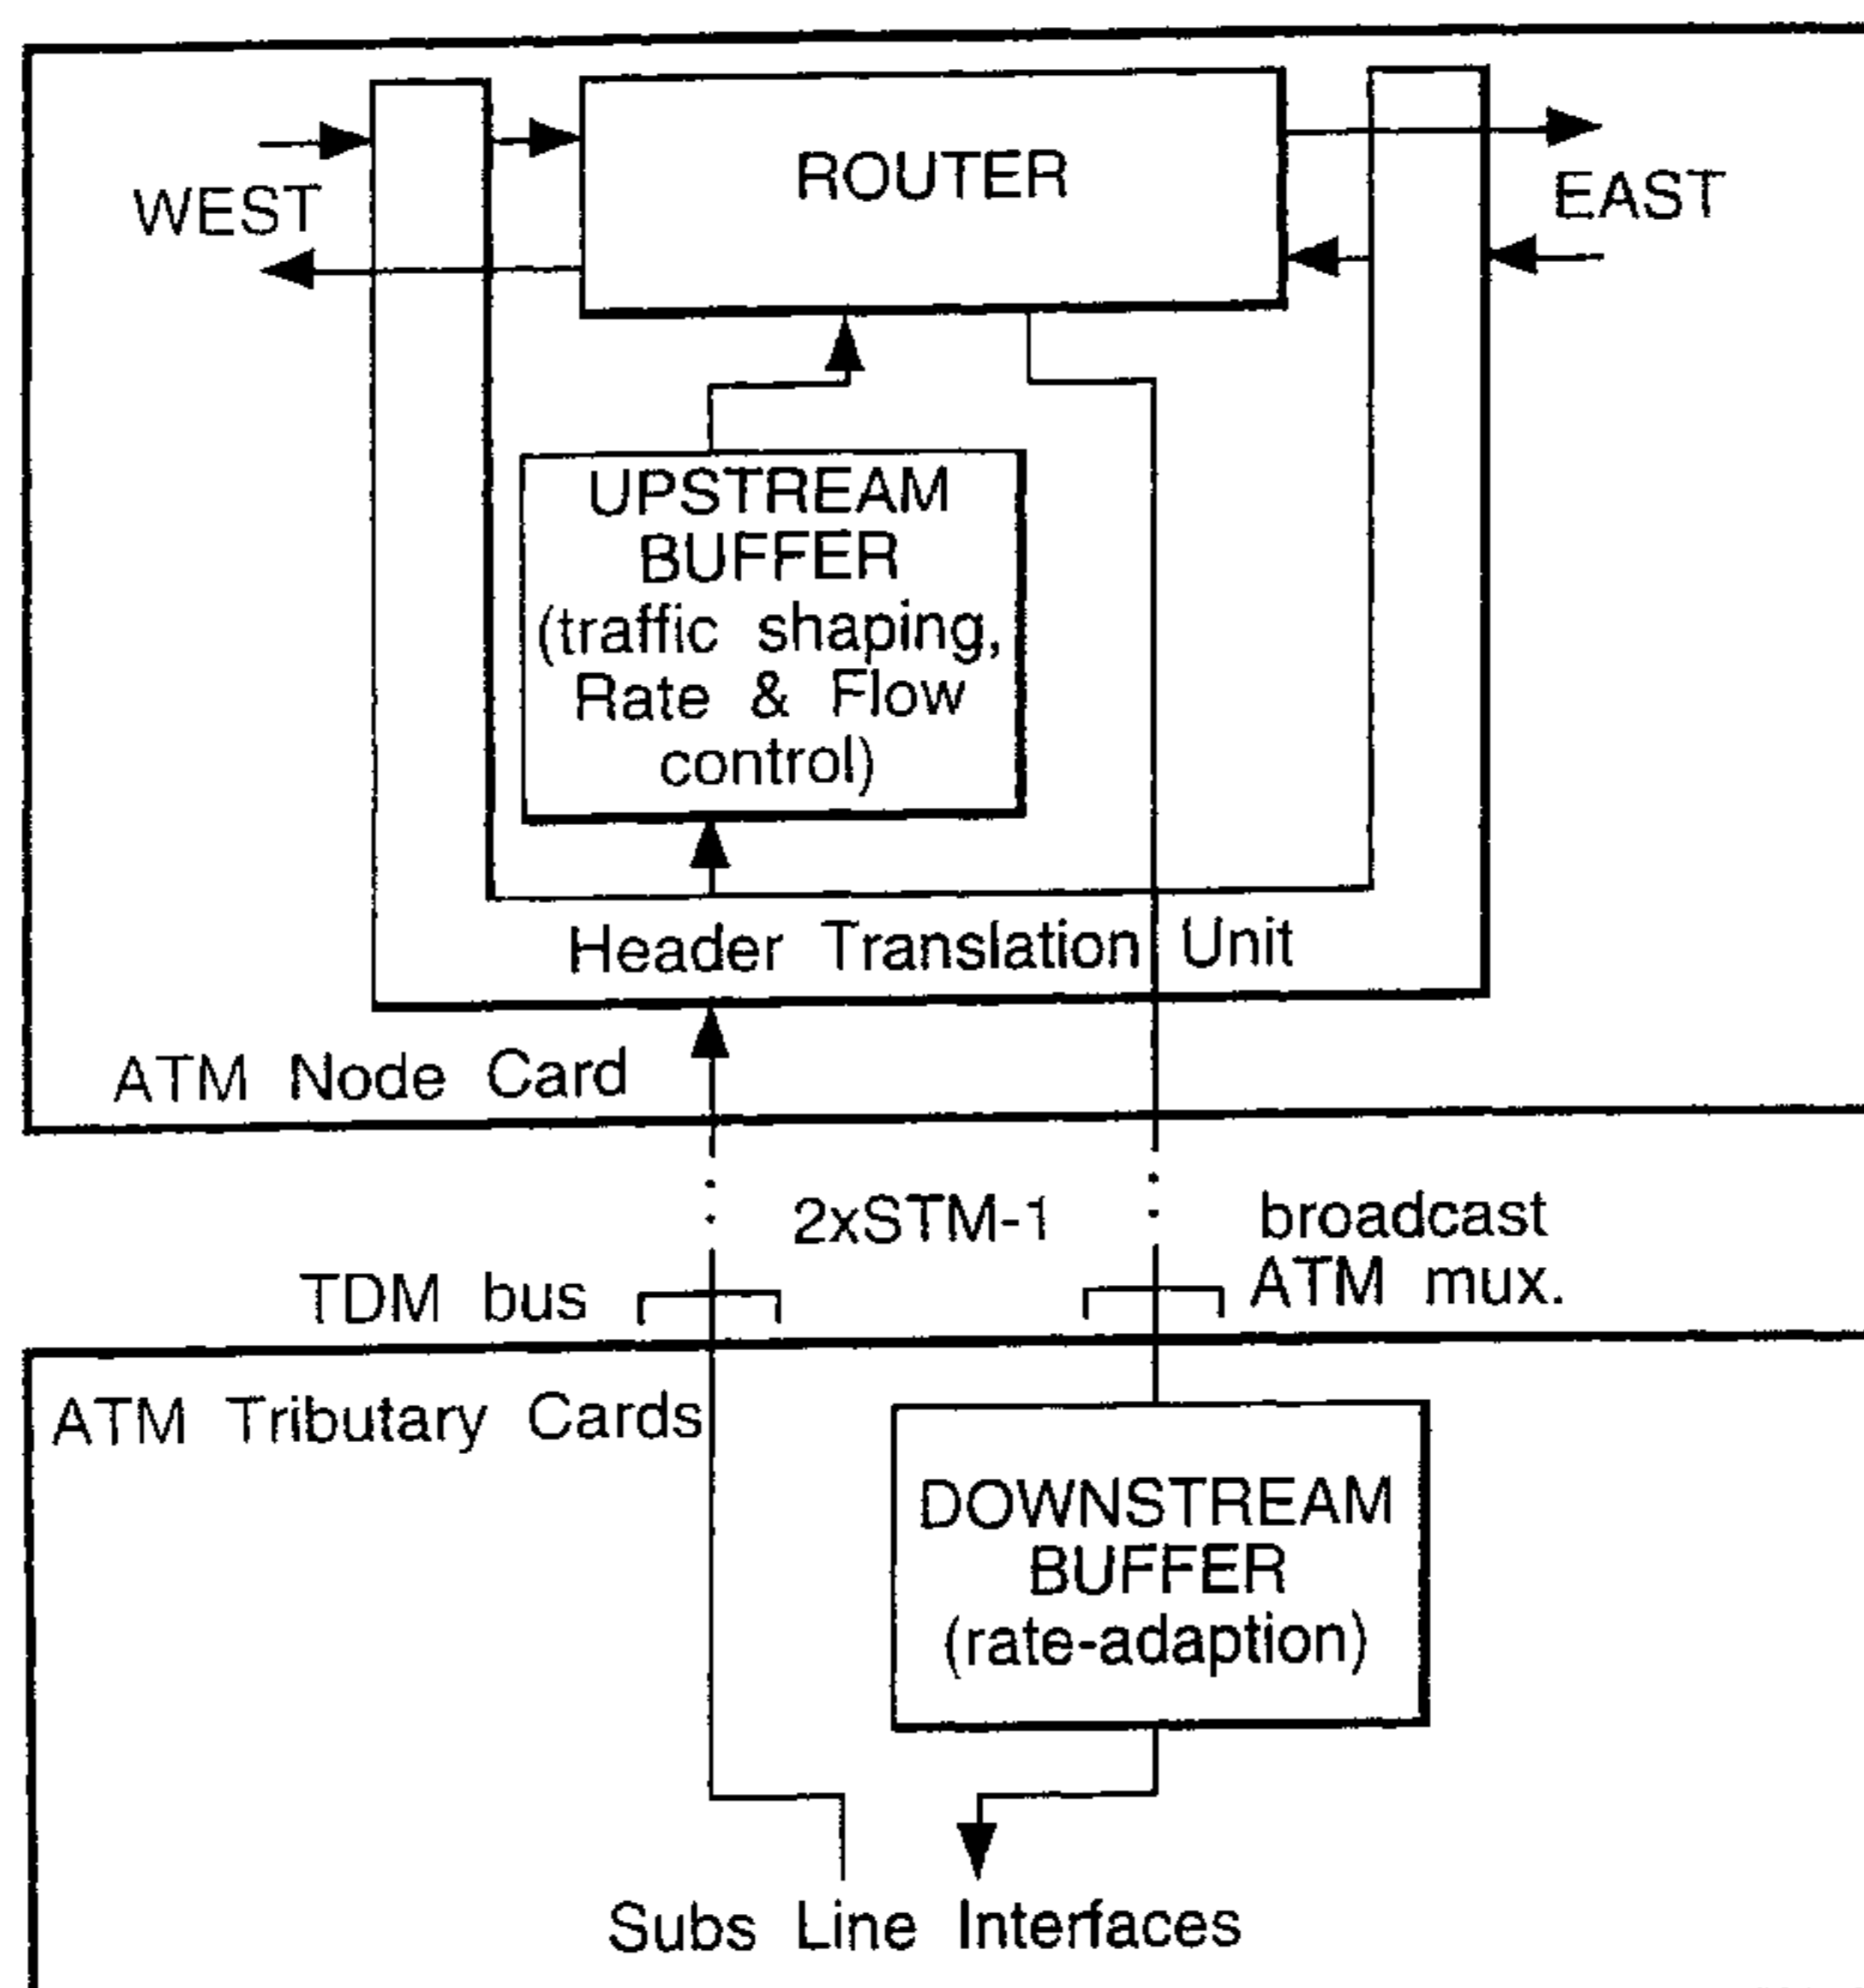 ROUTER
WEST
EAST
UPSTREAM
BUFFER
(traffic shaping,
Rate & Flow
control)
Header Translation Unit
ATM Node Card
2xSTM-1
broadcast
ATM mux.
TDM bus
ATM Tributary Cards
DOWNSTREAM
BUFFER
(rate-adaption)
Subs Line Interfaces